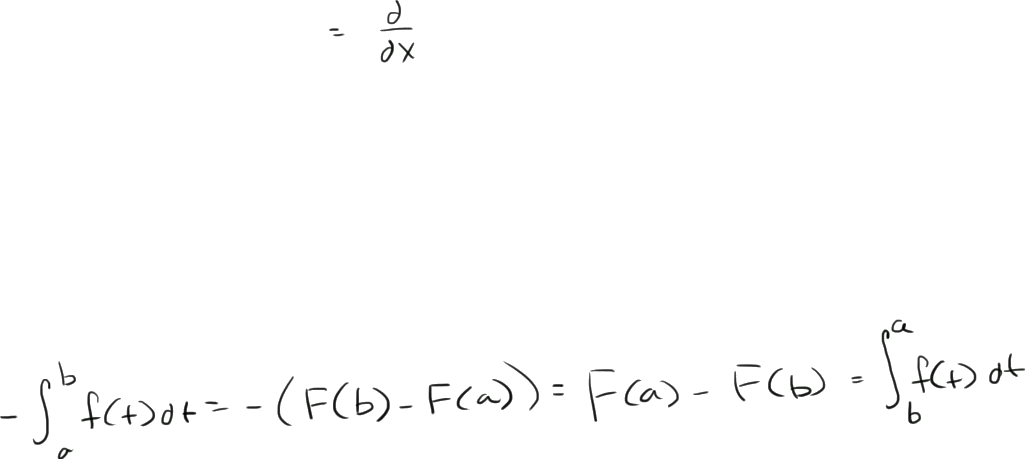 = ∂/∂x
-∫_a^b f(t)dt = -(F(b) - F(a)) = F(a) - F(b) = ∫_b^a f(t) dt